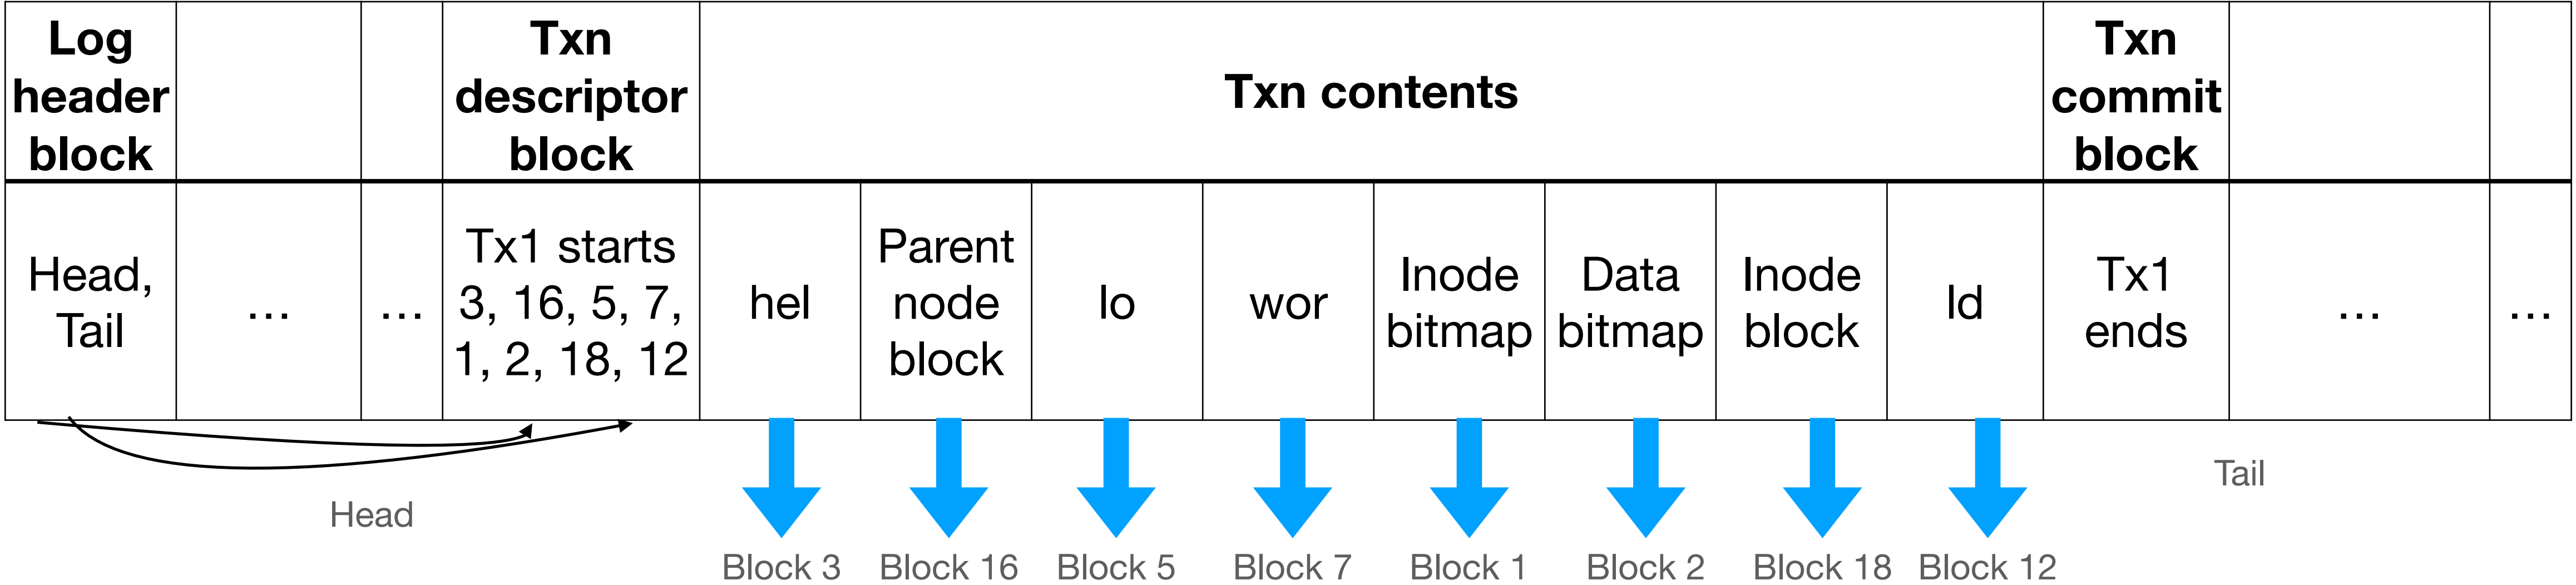 Log
header
block
Txn
descriptor
block
Txn contents
Txn
commit
block
Head,
Tail
...
...
Tx1 starts
3, 16, 5, 7,
1, 2, 18, 12
hel
Parent
node
block
lo
wor
Inode
bitmap
Data
bitmap
Inode
block
ld
Tx1
ends
...
...
Head
Tail
Block 3
Block 16
Block 5
Block 7
Block 1
Block 2
Block 18
Block 12